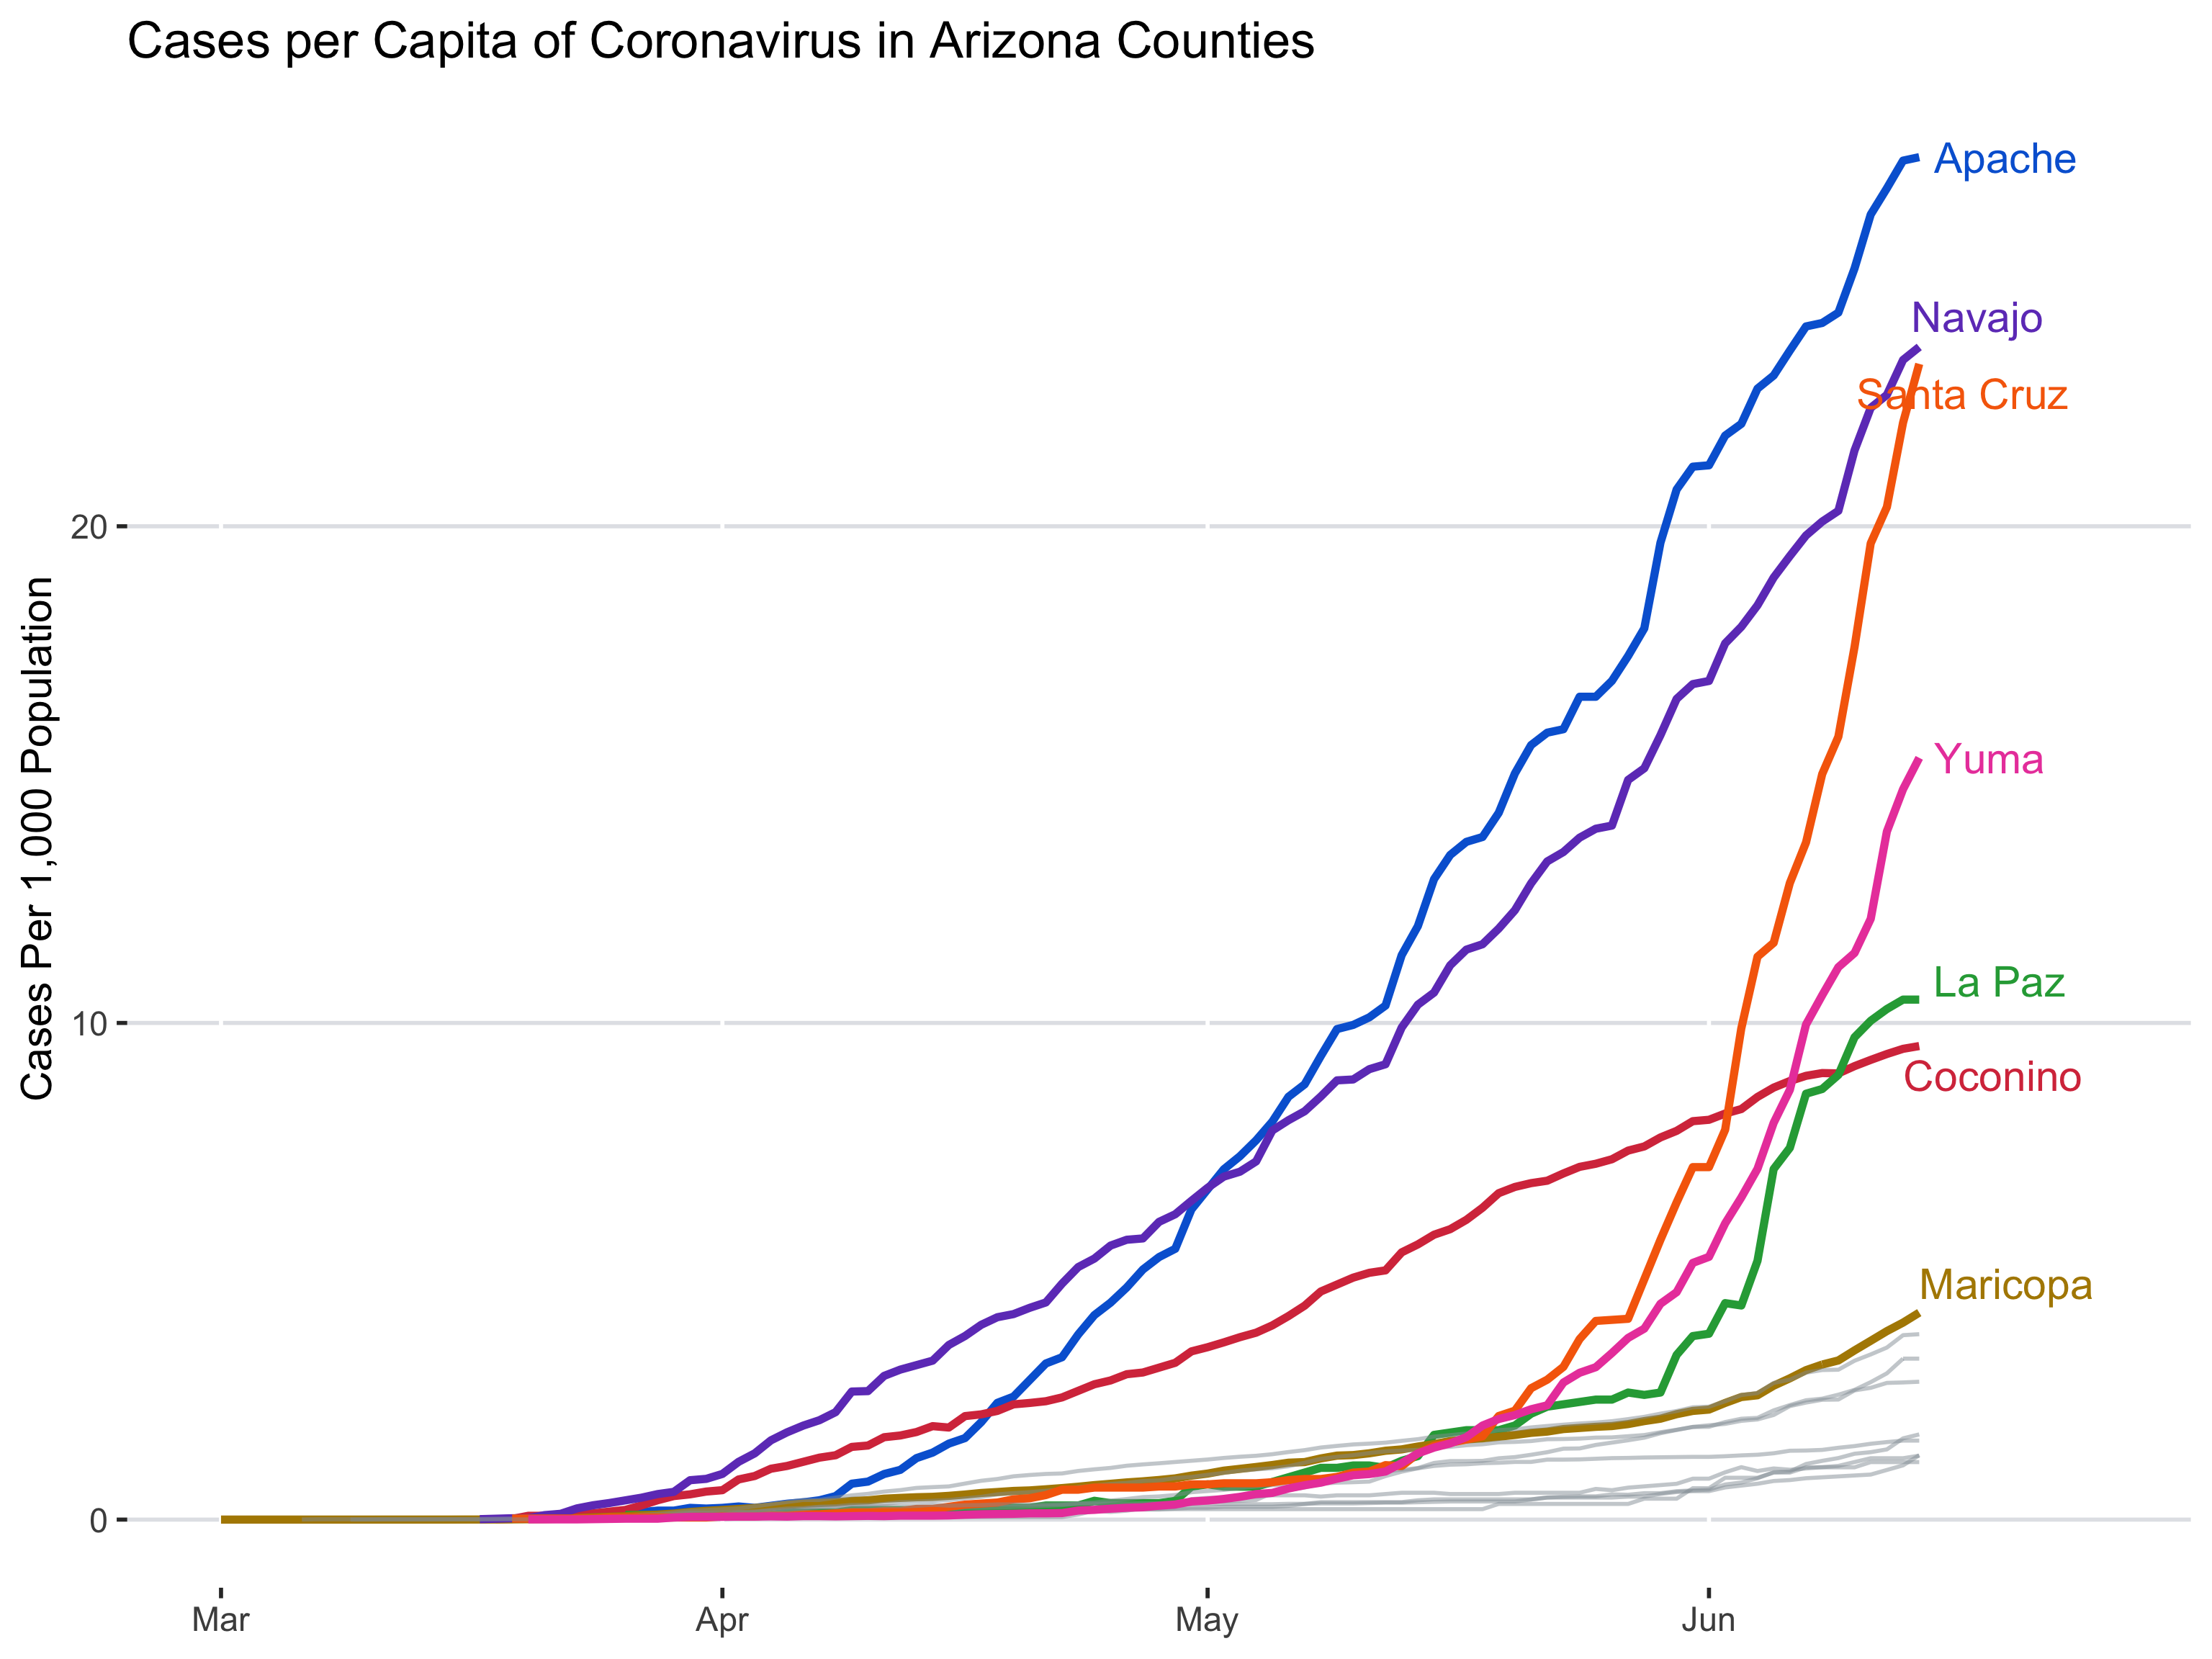 Cases per Capita of Coronavirus in Arizona Counties
Apache
Navajo
Santa Cruz
20
Cases Per 1,000 Population
Yuma
La Paz
10
Coconino
Maricopa
0
Mar Apr May Jun